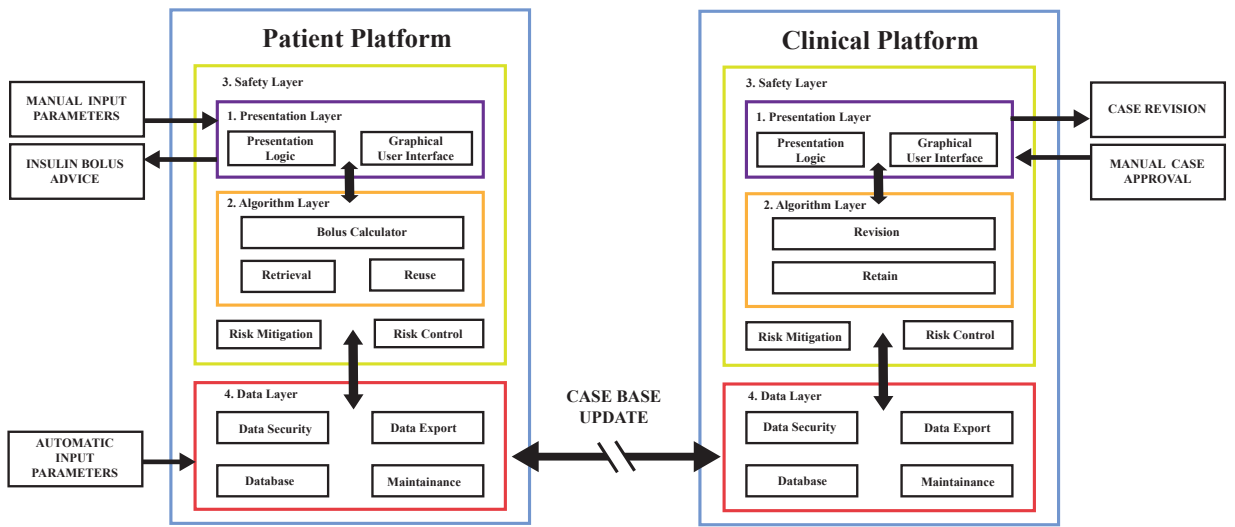 Patient Platform
3. Safety Layer
MANUAL INPUT
PARAMETERS
1. Presentation Layer
Presentation
Logic
Graphical
User Interface
INSULIN BOLUS
ADVICE
2. Algorithm Layer
Bolus Calculator
Retrieval
Reuse
Risk Mitigation
Risk Control
4. Data Layer
Data Security
Data Export
AUTOMATIC
INPUT
PARAMETERS
Database
Maintainance
CASE BASE
UPDATE
Clinical Platform
3. Safety Layer
1. Presentation Layer
Presentation
Logic
Graphical
User Interface
CASE REVISION
MANUAL CASE
APPROVAL
2. Algorithm Layer
Revision
Retain
Risk Mitigation
Risk Control
4. Data Layer
Data Security
Data Export
Database
Maintainance